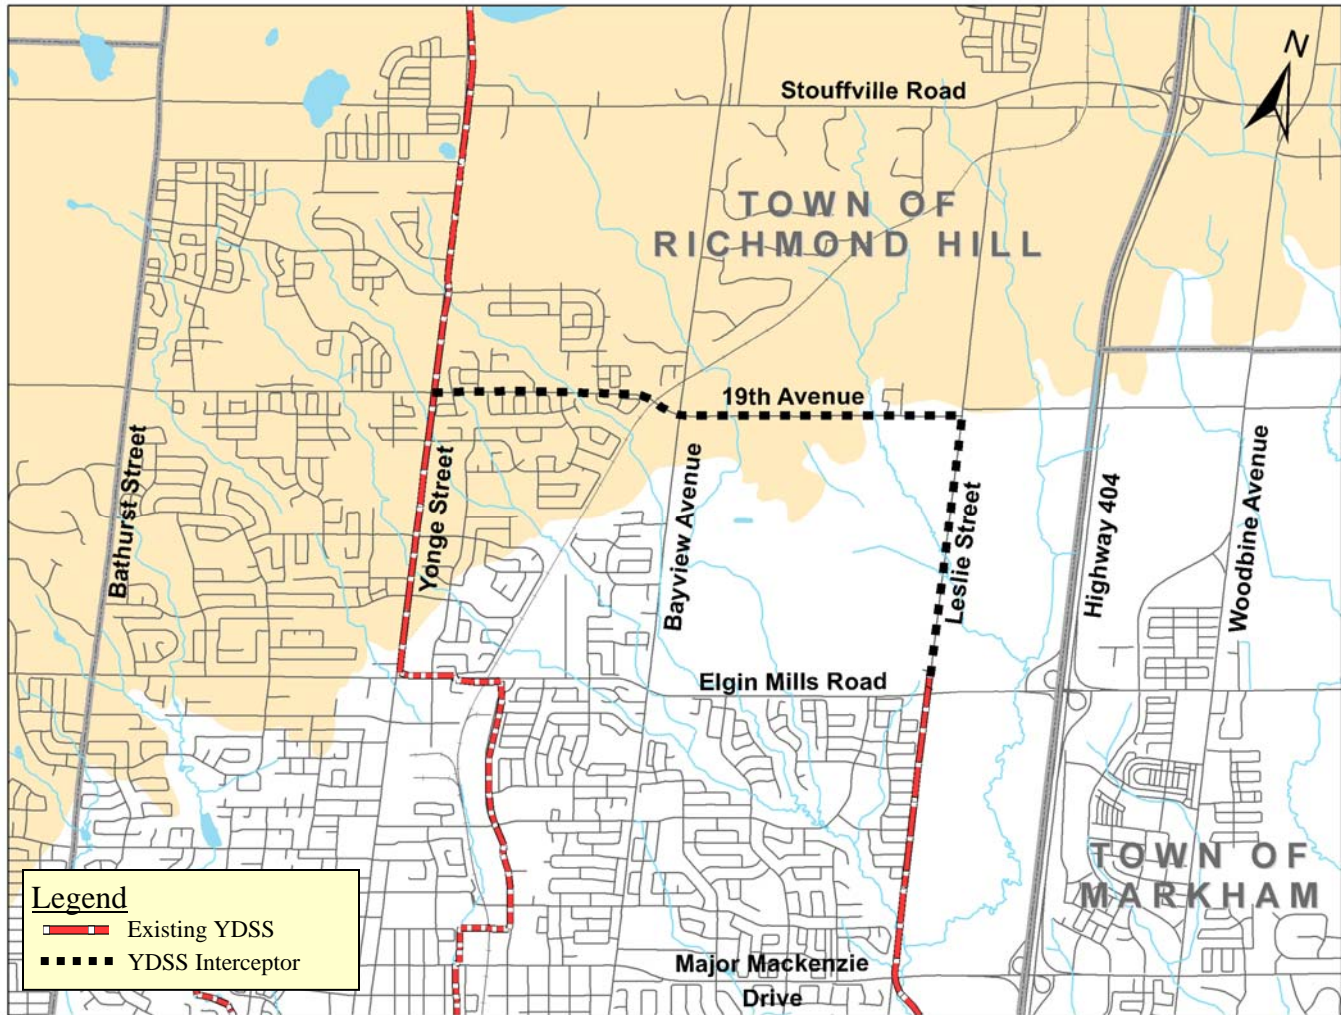 N
Stouffville Road
TOWN OF
RICHMOND HILL
19th Avenue
Bathurst Street
Yonge Street
Bayview Avenue
Leslie Street
Highway 404
Woodbine Avenue
Elgin Mills Road
TOWN OF
MARKHAM
Legend
Existing YDSS
YDSS Interceptor
Major Mackenzie
Drive